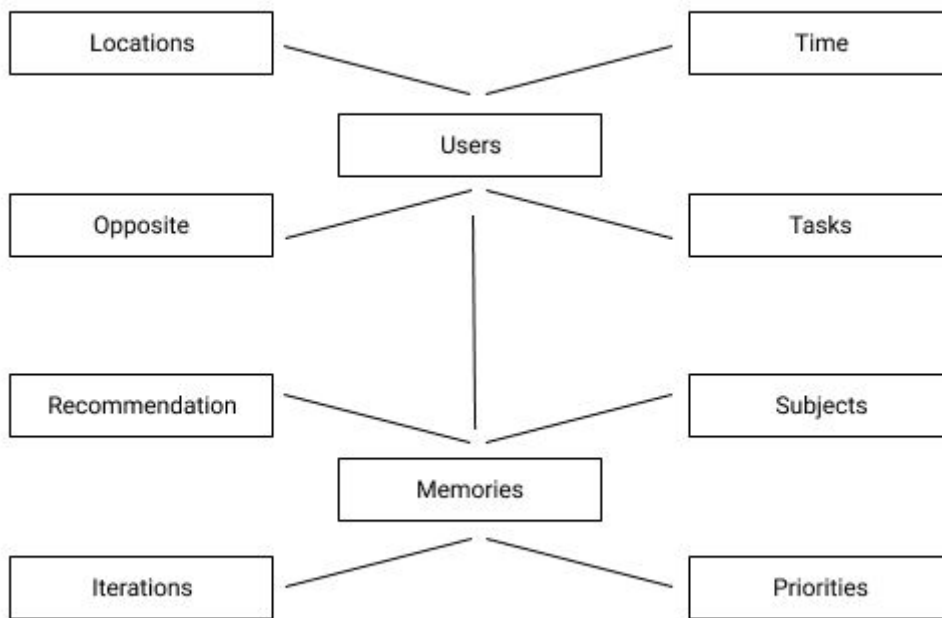 Locations
Time
Users
Opposite
Tasks
Recommendation
Subjects
Memories
Iterations
Priorities